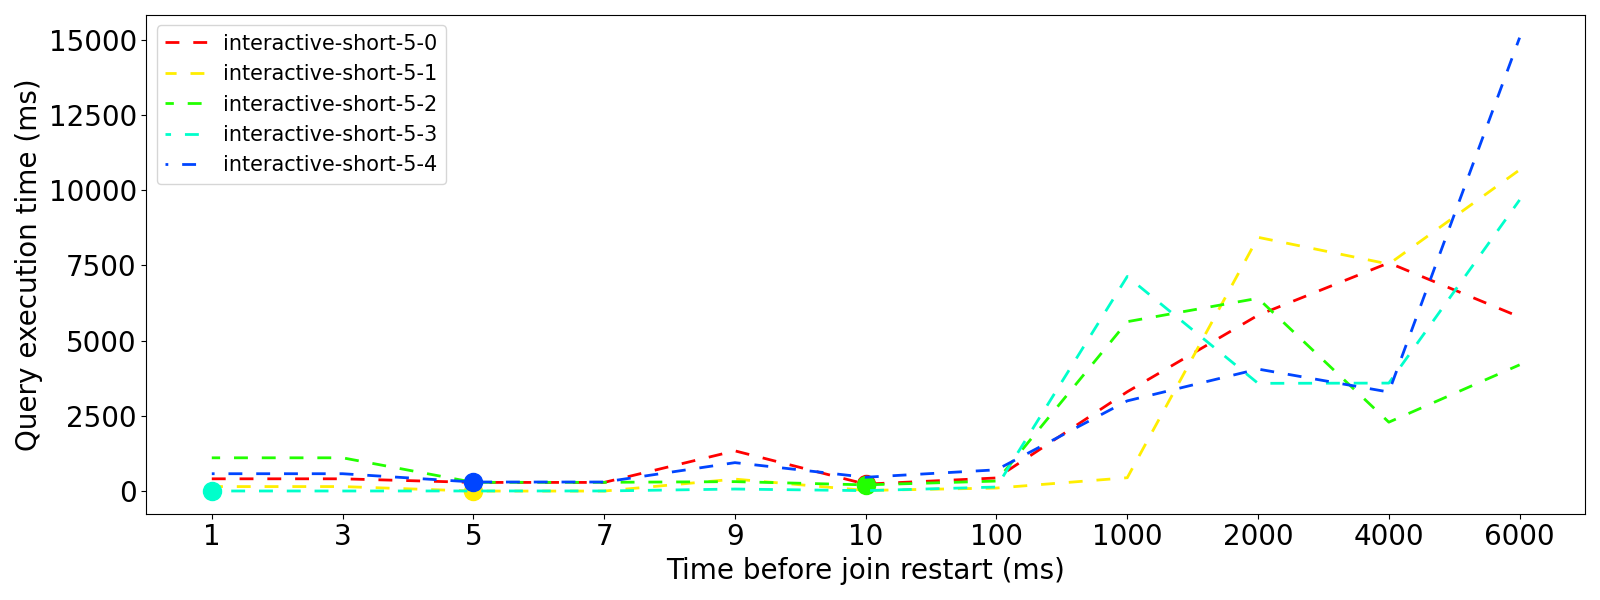 Query execution time (ms)
15000
12500
10000
7500
5000
2500
0
interactive-short-5-0
interactive-short-5-1
interactive-short-5-2
interactive-short-5-3
interactive-short-5-4
1 3 5 7 9 10 100 1000 2000 4000 6000
Time before join restart (ms)